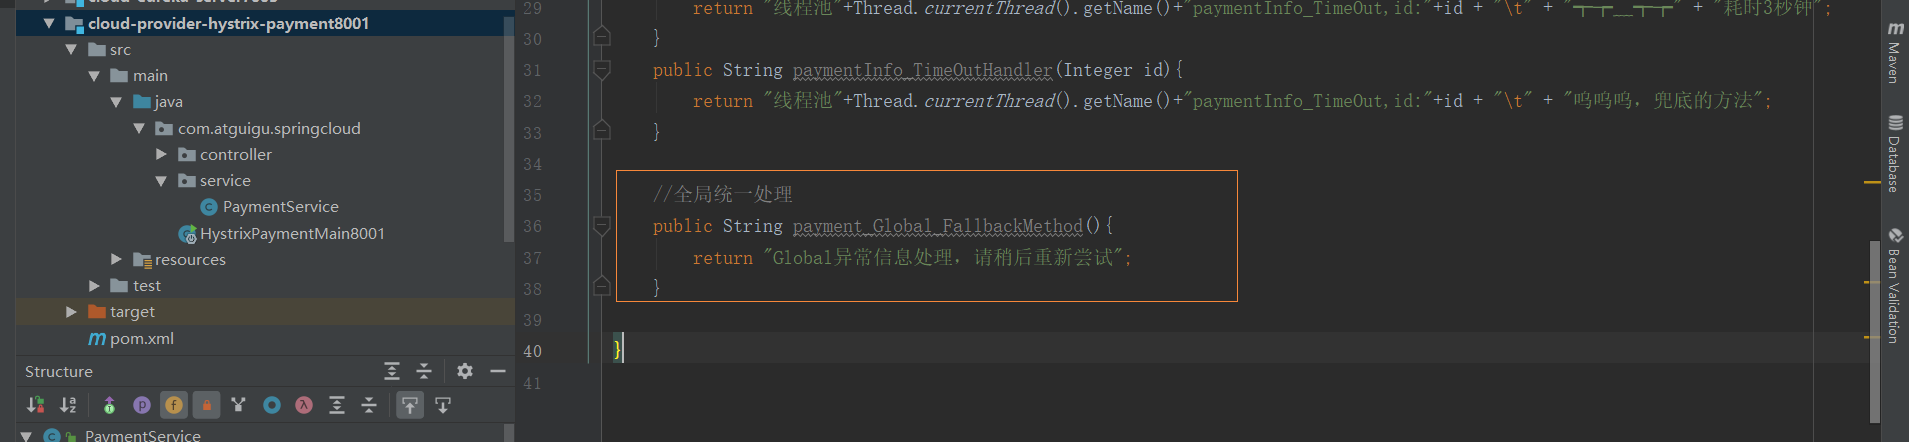 cloud-provider-hystrix-payment8001
src
main
java
com.atguigu.springcloud
controller
service
PaymentService
HystrixPaymentMain8001
resources
test
target
pom.xml
Structure
PaymentService
29 return "线程池"+Thread.currentThread().getName()+"paymentInfo_TimeOut,id:"+id + "\t" + "┭┮﹏┭┮" + "耗时3秒钟";
30 }
31 public String paymentInfo_TimeOutHandler(Integer id){
32 return "线程池"+Thread.currentThread().getName()+"paymentInfo_TimeOut,id:"+id + "\t" + "呜呜呜，兜底的方法";
33 }
34
35 //全局统一处理
36 public String payment_Global_FallbackMethod(){
37 return "Global异常信息处理，请稍后重新尝试";
38 }
39
40 }
41
Maven
Database
Bean Validation